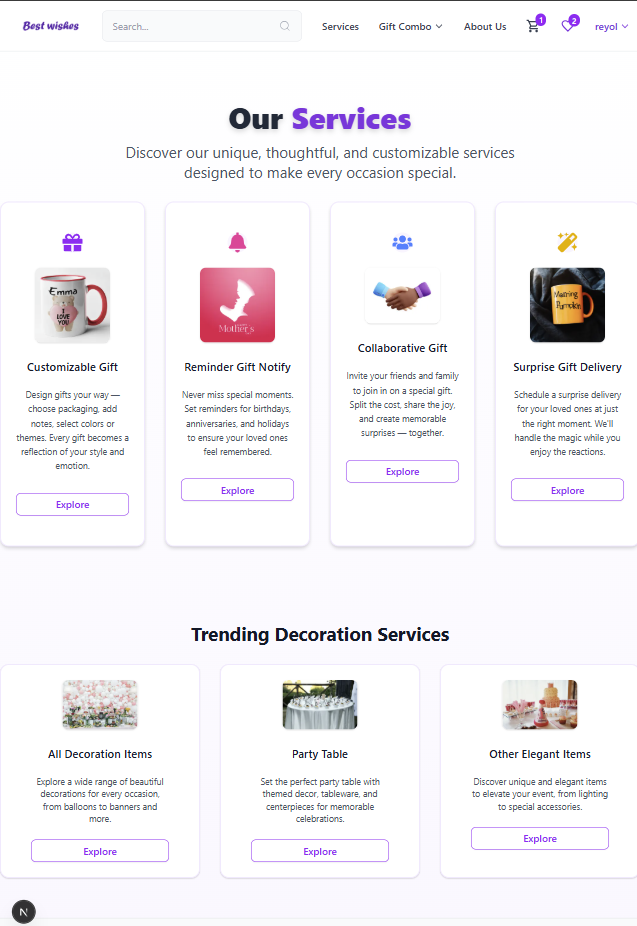 Best wishes
Search...
Services
Gift Combo
About Us
1
2
reyol
Our Services
Discover our unique, thoughtful, and customizable services
designed to make every occasion special.
Emma
I
LOVE
YOU
Customizable Gift
Design gifts your way —
choose packaging, add
notes, select colors or
themes. Every gift becomes a
reflection of your style and
emotion.
Explore
Mother's
Reminder Gift Notify
Never miss special moments.
Set reminders for birthdays,
anniversaries, and holidays
to ensure your loved ones
feel remembered.
Explore
Collaborative Gift
Invite your friends and family
to join in on a special gift.
Split the cost, share the joy,
and create memorable
surprises — together.
Explore
Morning
Pumpkin
Surprise Gift Delivery
Schedule a surprise delivery
for your loved ones at just
the right moment. We'll
handle the magic while you
enjoy the reactions.
Explore
Trending Decoration Services
All Decoration Items
Explore a wide range of beautiful
decorations for every occasion,
from balloons to banners and
more.
Explore
Party Table
Set the perfect party table with
themed decor, tableware, and
centerpieces for memorable
celebrations.
Explore
Other Elegant Items
Discover unique and elegant items
to elevate your event, from lighting
to special accessories.
Explore
N